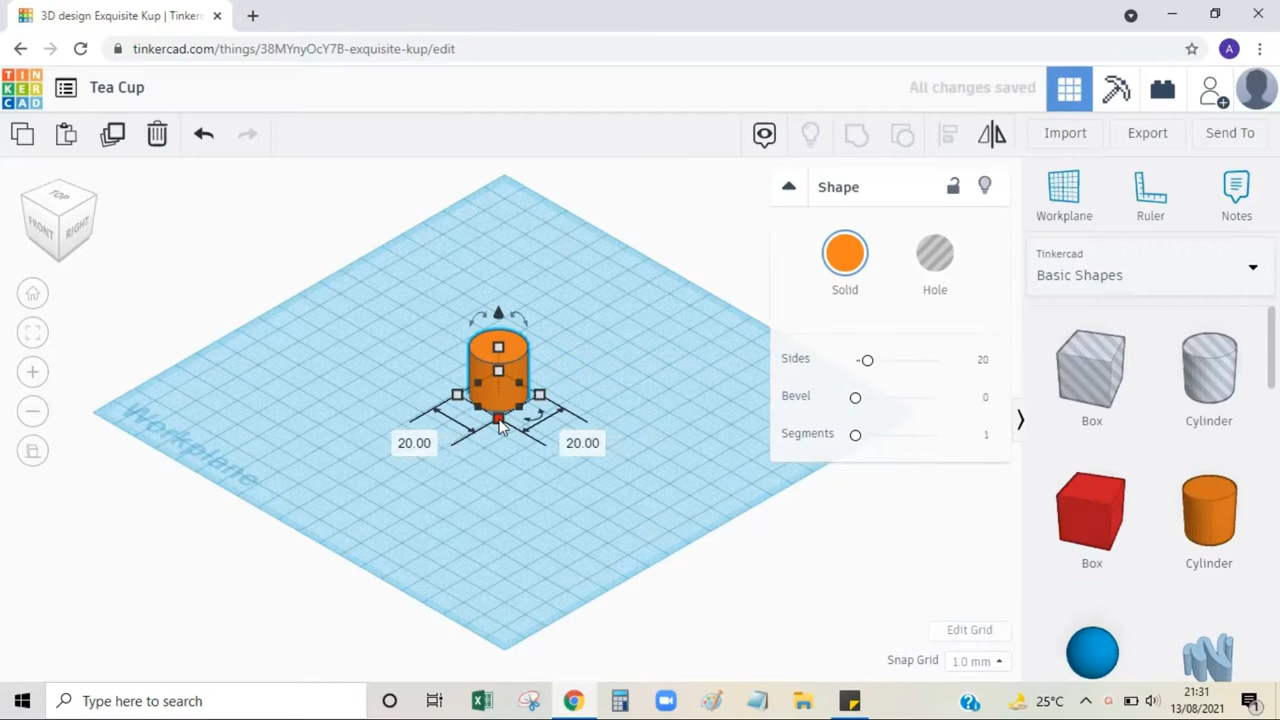 3D design Exquisite Kup | Tinker
tinkercad.com/things/38MYnyOcY7B-exquisite-kup/edit
A
TIN
KER
CAD
Tea Cup
All changes saved
Import
Export
Send To
TOP
FRONT
RIGHT
Shape
Solid
Hole
Sides
20
Bevel
0
Segments
1
Workplane
Ruler
Notes
Tinkercad
Basic Shapes
Box
Cylinder
Box
Cylinder
Workplane
20.00
20.00
Edit Grid
Snap Grid
1.0 mm
Type here to search
25°C
21:31
13/08/2021
1